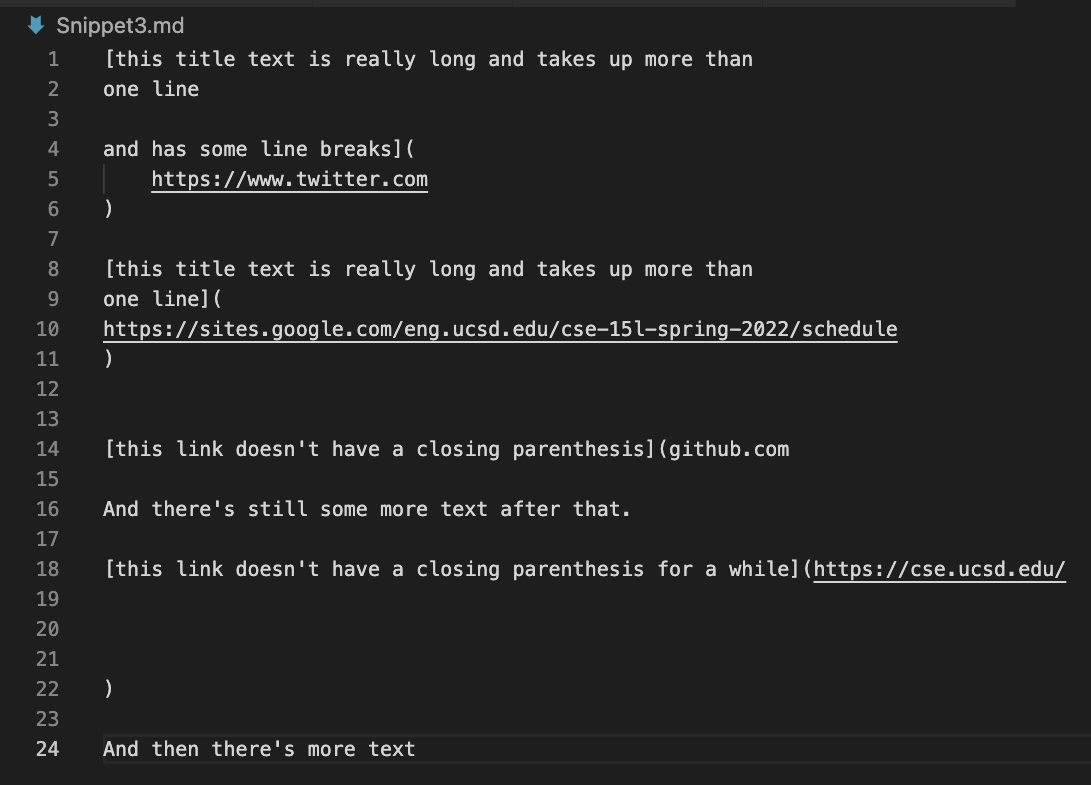 Snippet3.md
1 [this title text is really long and takes up more than
2 one line
3
4 and has some line breaks](
5     https://www.twitter.com
6 )
7
8 [this title text is really long and takes up more than
9 one line](
10 https://sites.google.com/eng.ucsd.edu/cse-15l-spring-2022/schedule
11 )
12
13
14 [this link doesn't have a closing parenthesis](github.com
15
16 And there's still some more text after that.
17
18 [this link doesn't have a closing parenthesis for a while](https://cse.ucsd.edu/
19
20
21
22 )
23
24 And then there's more text